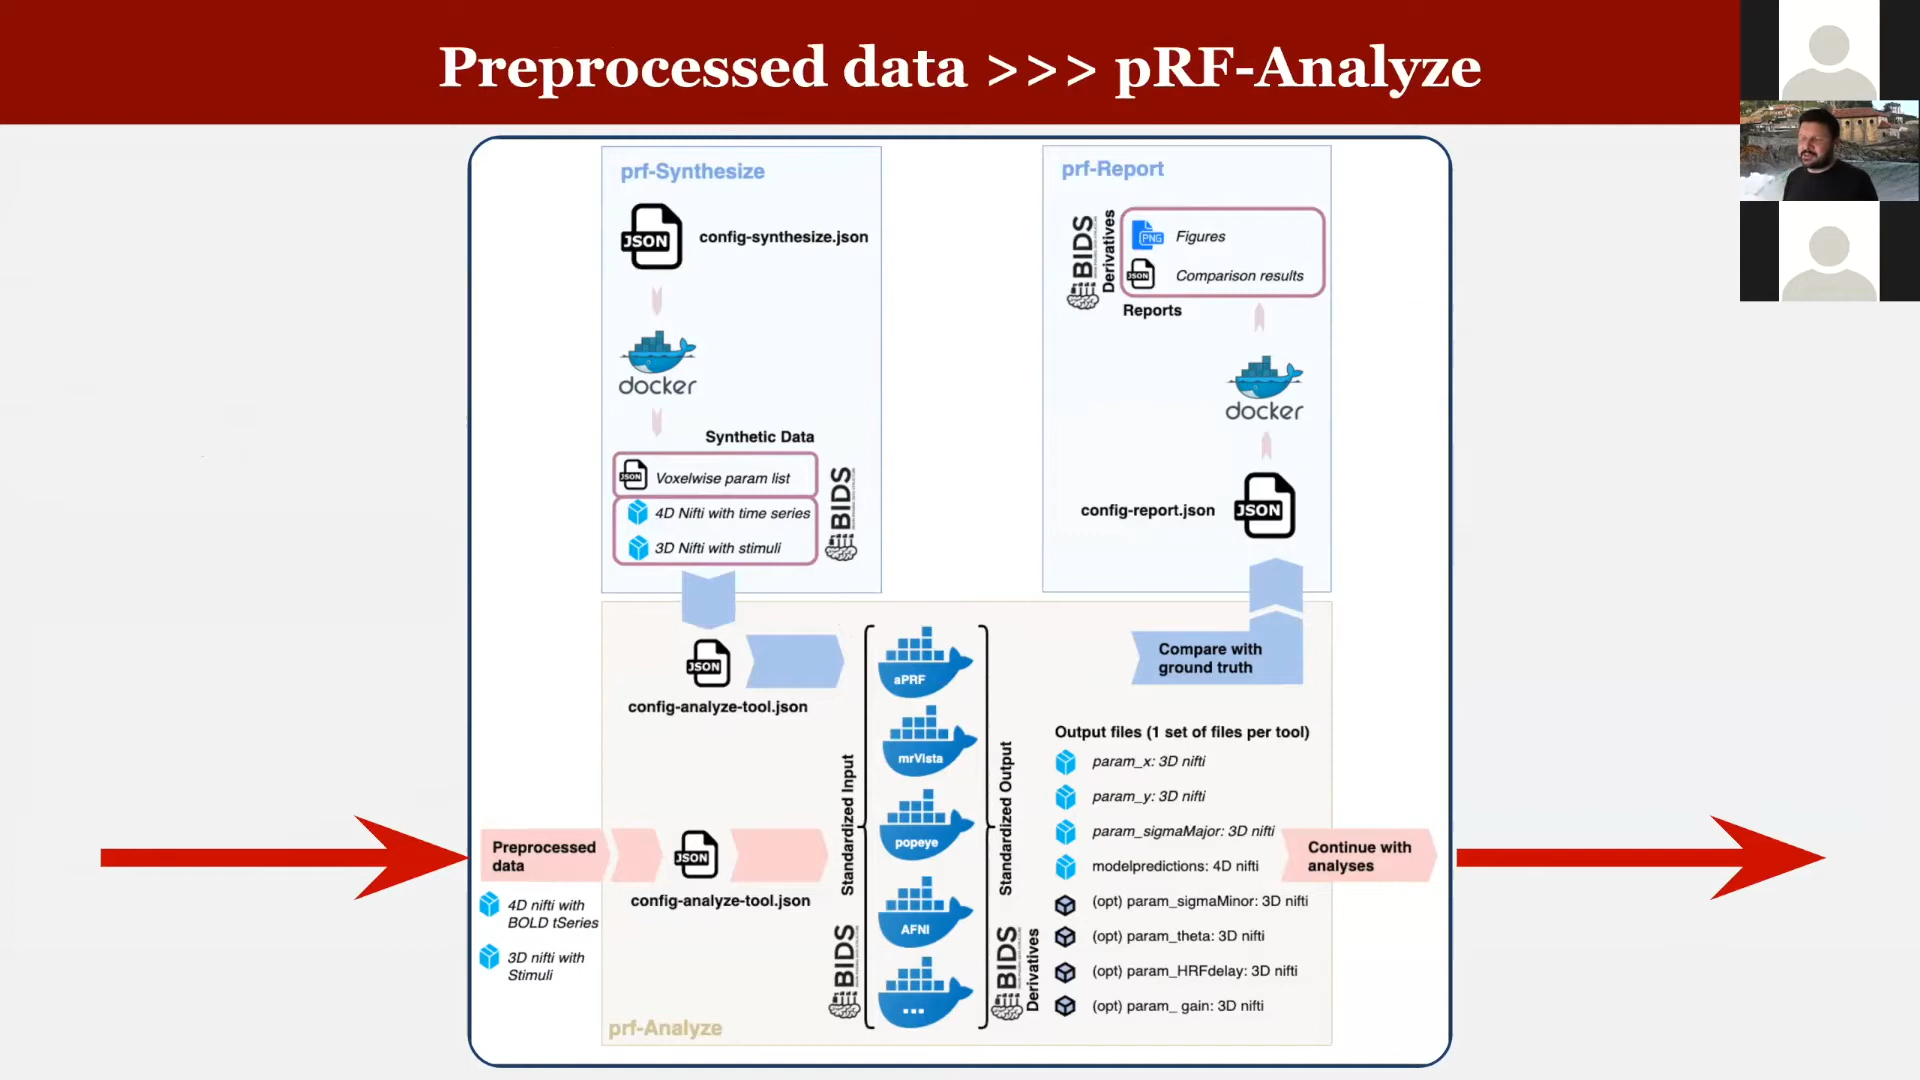 Preprocessed data >>> pRF-Analyze
prf-Synthesize
JSON
config-synthesize.json
docker
Synthetic Data
JSON
Voxelwise param list
4D Nifti with time series
3D Nifti with stimuli
BIDS
prf-Report
BIDS
Derivatives
PNG
Figures
JSON
Comparison results
Reports
docker
config-report.json
JSON
JSON
config-analyze-tool.json
Preprocessed
data
4D nifti with
BOLD tSeries
3D nifti with
Stimuli
JSON
config-analyze-tool.json
Standardized Input
BIDS
aPRF
mrVista
popeye
AFNI
...
Standardized Output
BIDS
Derivatives
Compare with
ground truth
Output files (1 set of files per tool)
param_x: 3D nifti
param_y: 3D nifti
param_sigmaMajor: 3D nifti
modelpredictions: 4D nifti
(opt) param_sigmaMinor: 3D nifti
(opt) param_theta: 3D nifti
(opt) param_HRFdelay: 3D nifti
(opt) param_ gain: 3D nifti
Continue with
analyses
prf-Analyze